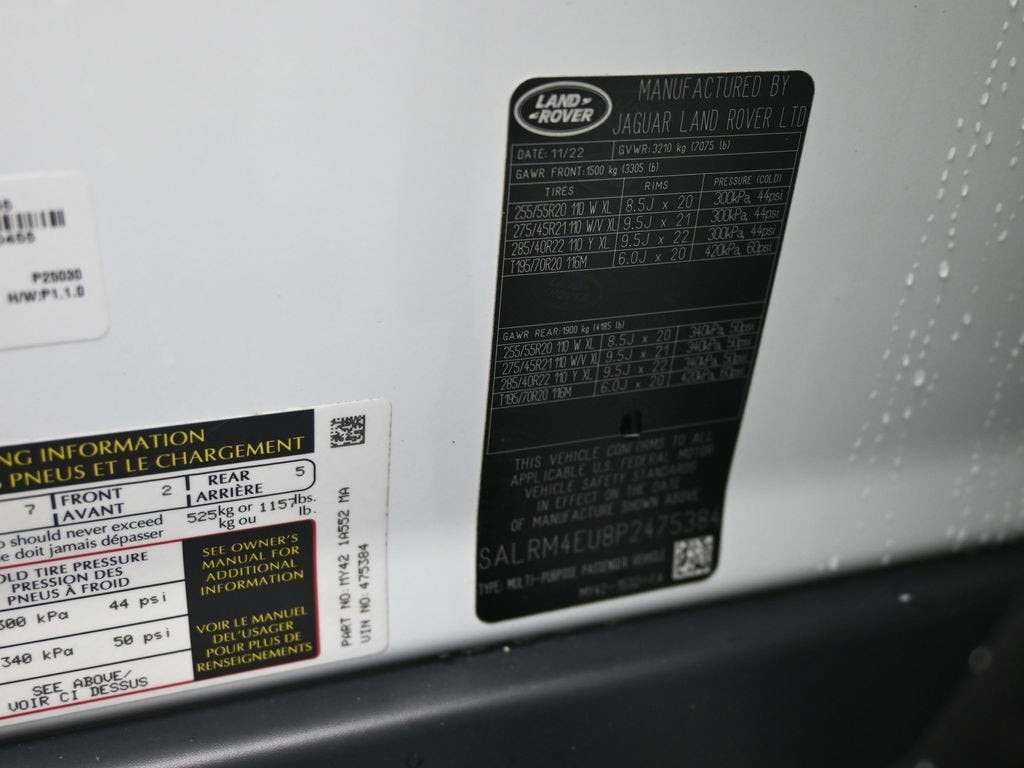 LAND ROVER
MANUFACTURED BY
JAGUAR LAND ROVER LTD
DATE: 11/22 GVWR: 3210 kg (7075 lb)
GAWR FRONT: 1500 kg (3305 lb)
TIRES RIMS PRESSURE (COLD)
255/55R20 110 W XL 8.5J x 20 300kPa, 44psi
275/45R21 110 W/V XL 9.5J x 21 300kPa, 44psi
285/40R22 110 Y XL 9.5J x 22 300kPa, 44psi
T195/70R20 116M 6.0J x 20 420kPa, 60psi
GAWR REAR: 1900 kg (4185 lb)
255/55R20 110 W XL 8.5J x 20 340kPa, 50psi
275/45R21 110 W/V XL 9.5J x 21 340kPa, 50psi
285/40R22 110 Y XL 9.5J x 22 340kPa, 50psi
T195/70R20 116M 6.0J x 20 420kPa, 60psi
THIS VEHICLE CONFORMS TO ALL
APPLICABLE U.S. FEDERAL MOTOR
VEHICLE SAFETY STANDARDS
IN EFFECT ON THE DATE
OF MANUFACTURE SHOWN ABOVE
SALRM4EU8P2475384
TYPE: MULTI-PURPOSE PASSENGER VEHICLE
P25030
H/W:P1.1.0
NG INFORMATION
PNEUS ET LE CHARGEMENT
7 FRONT AVANT 2 REAR ARRIÈRE 5
should never exceed
doit jamais dépasser
525 kg or kg ou 1157 lbs. lb.
OLD TIRE PRESSURE
PRESSION DES
PNEUS À FROID
300 kPa 44 psi
340 kPa 50 psi
SEE ABOVE/
VOIR CI DESSUS
SEE OWNER'S
MANUAL FOR
ADDITIONAL
INFORMATION
VOIR LE MANUEL
DEL'USAGER
POUR PLUS DE
RENSEIGNEMENTS
PART NO: MY42 1A552 MA
VIN NO: 475384